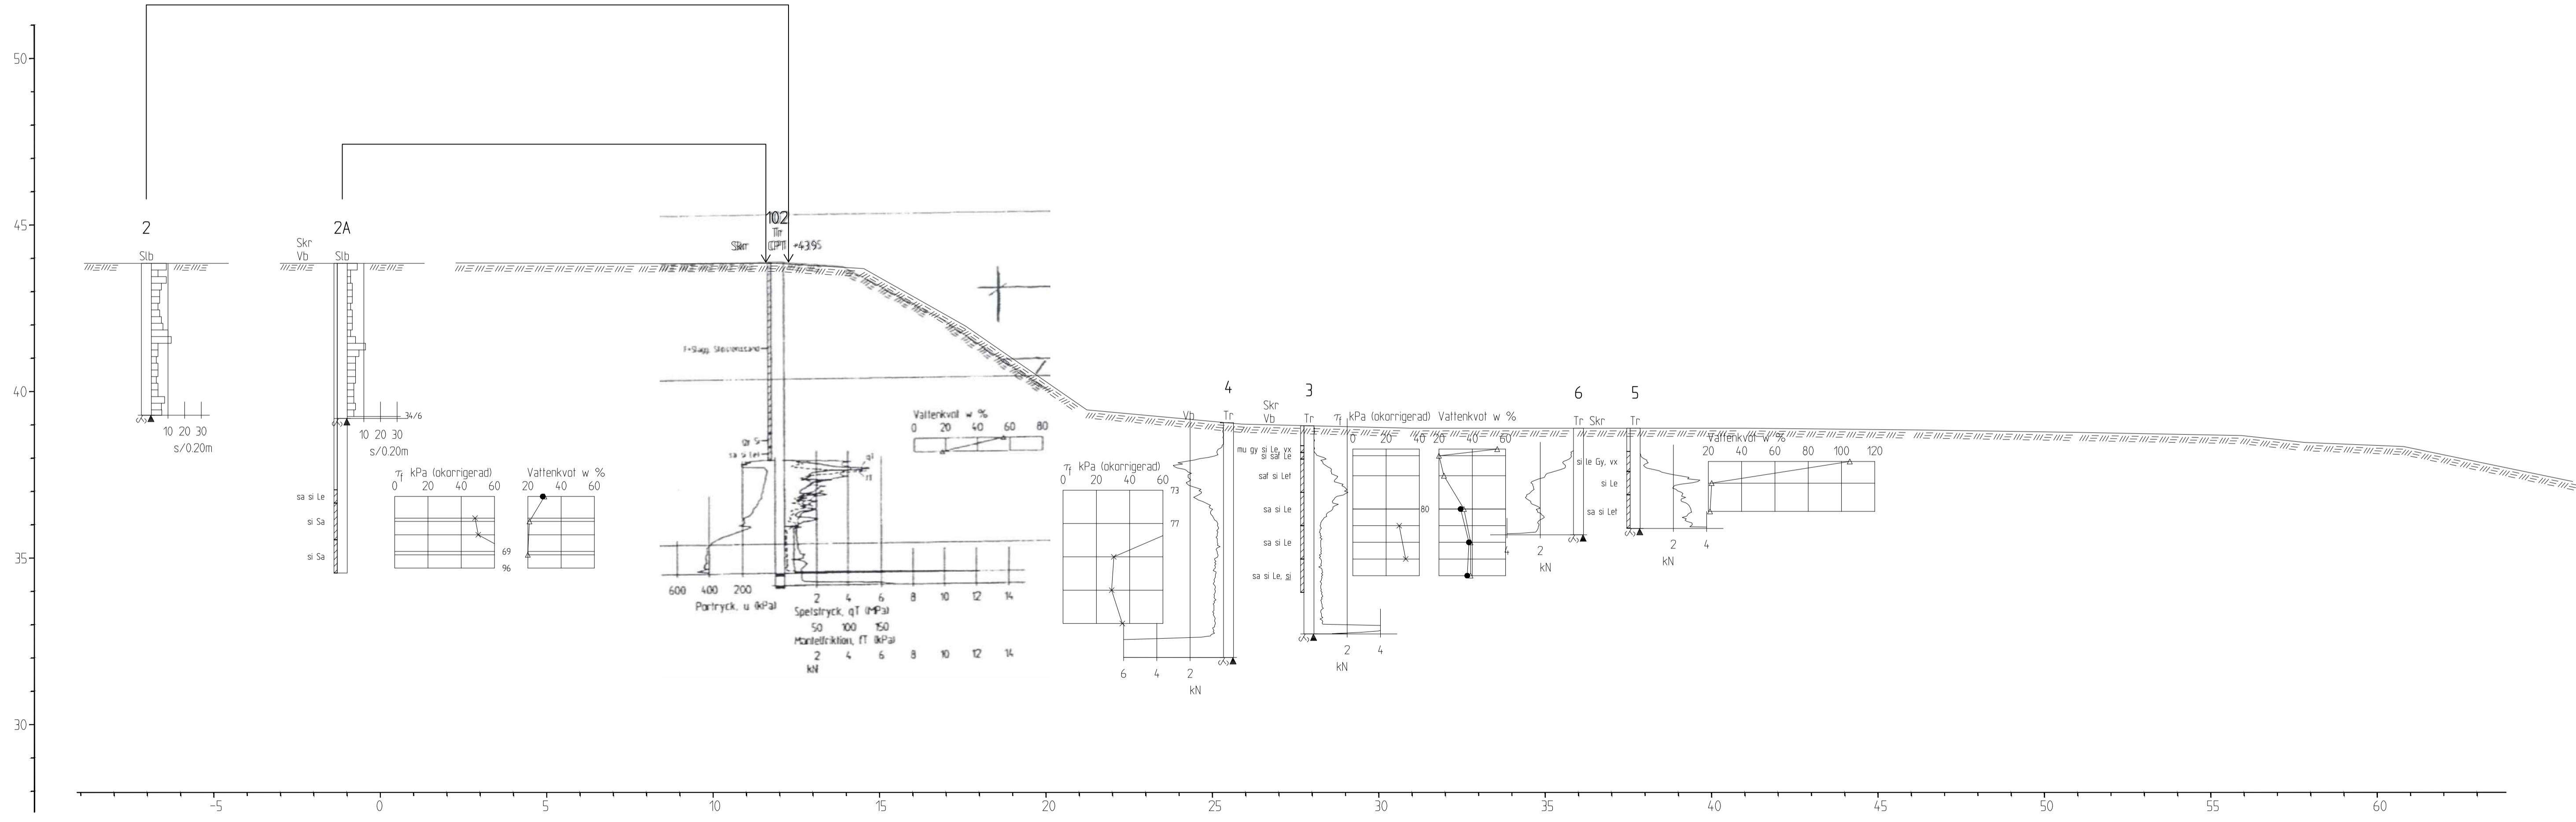 50
45
40
35
30
-5 0 5 10 15 20 25 30 35 40 45 50 55 60
2
Slb
10 20 30
s/0.20m
2A
Skr
Vb
Slb
34/6
10 20 30
s/0.20m
sa si Le
si Sa
si Sa
τf kPa (okorrigerad)
0 20 40 60
69
96
Vattenkvot w %
20 40 60
102
Tr
CPT +43.95
gy Si
Vattenkvot w %
0 20 40 60 80
qT
fT
600 400 200
Portryck, u (kPa)
2 4 6 8 10 12 14
Spetstryck, qT (MPa)
50 100 150
Mantelfriktion, fT (kPa)
2 4 6 8 10 12 14
kN
4
Vb
Tr
τf kPa (okorrigerad)
0 20 40 60
73
77
6 4 2
kN
3
Skr
Vb
Tr
mu gy si Le, vx
si saf Le
saf si Let
sa si Le
sa si Le
sa si Le, si
2 4
kN
τf kPa (okorrigerad)
0 20 40
80
Vattenkvot w %
20 40 60
6
Tr
4 2
kN
5
Skr
Tr
si le Gy, vx
si Le
sa si Let
2 4
kN
Vattenkvot w %
20 40 60 80 100 120